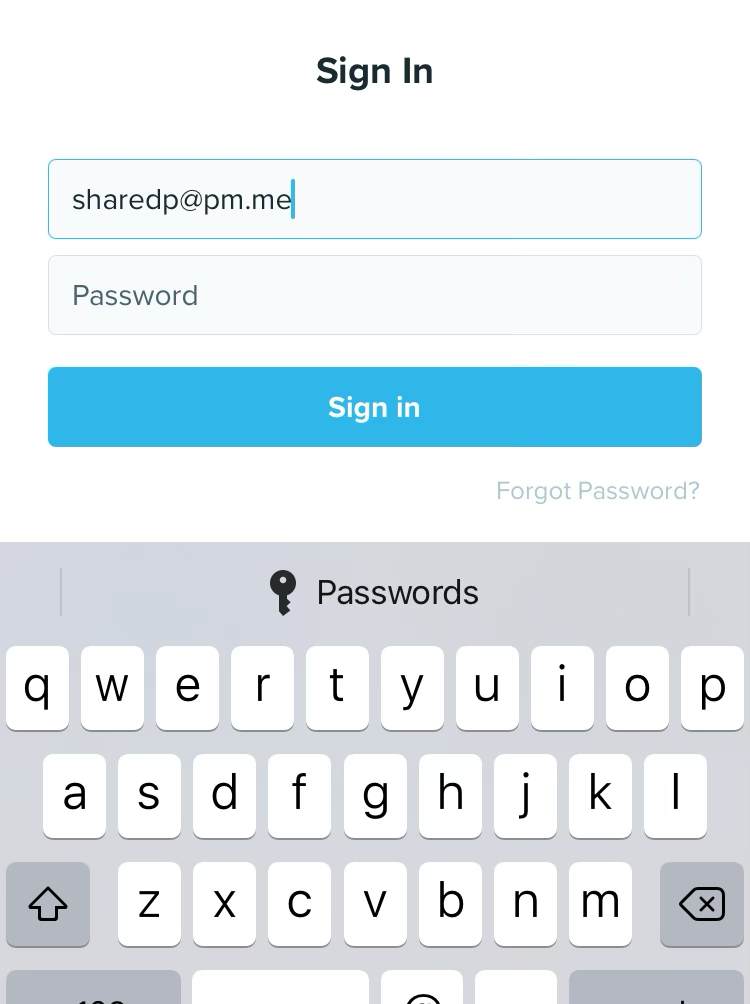 Sign In
sharedp@pm.me
Password
Sign in
Forgot Password?
Passwords
q w e r t y u i o p
a s d f g h j k l
z x c v b n m